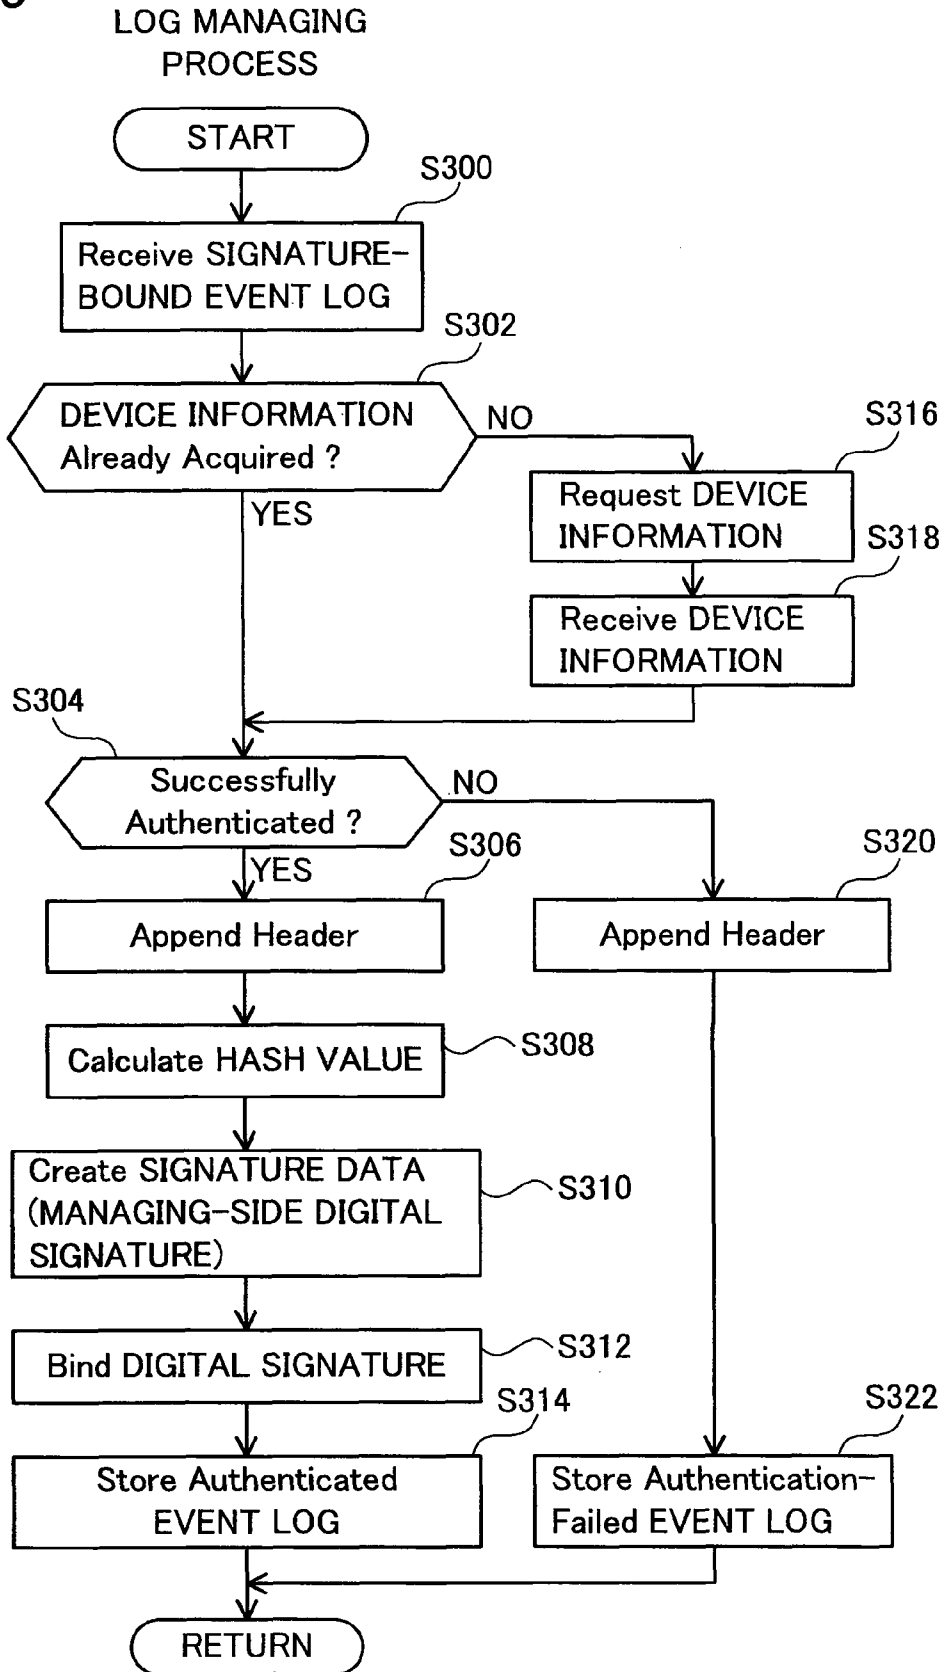 LOG MANAGING
PROCESS
START
S300
Receive SIGNATURE-
BOUND EVENT LOG
S302
DEVICE INFORMATION
Already Acquired ?
NO
YES
S316
Request DEVICE
INFORMATION
S318
Receive DEVICE
INFORMATION
S304
Successfully
Authenticated ?
NO
YES
S306
Append Header
S320
Append Header
Calculate HASH VALUE
S308
Create SIGNATURE DATA
(MANAGING-SIDE DIGITAL
SIGNATURE)
S310
Bind DIGITAL SIGNATURE
S312
S314
Store Authenticated
EVENT LOG
S322
Store Authentication-
Failed EVENT LOG
RETURN